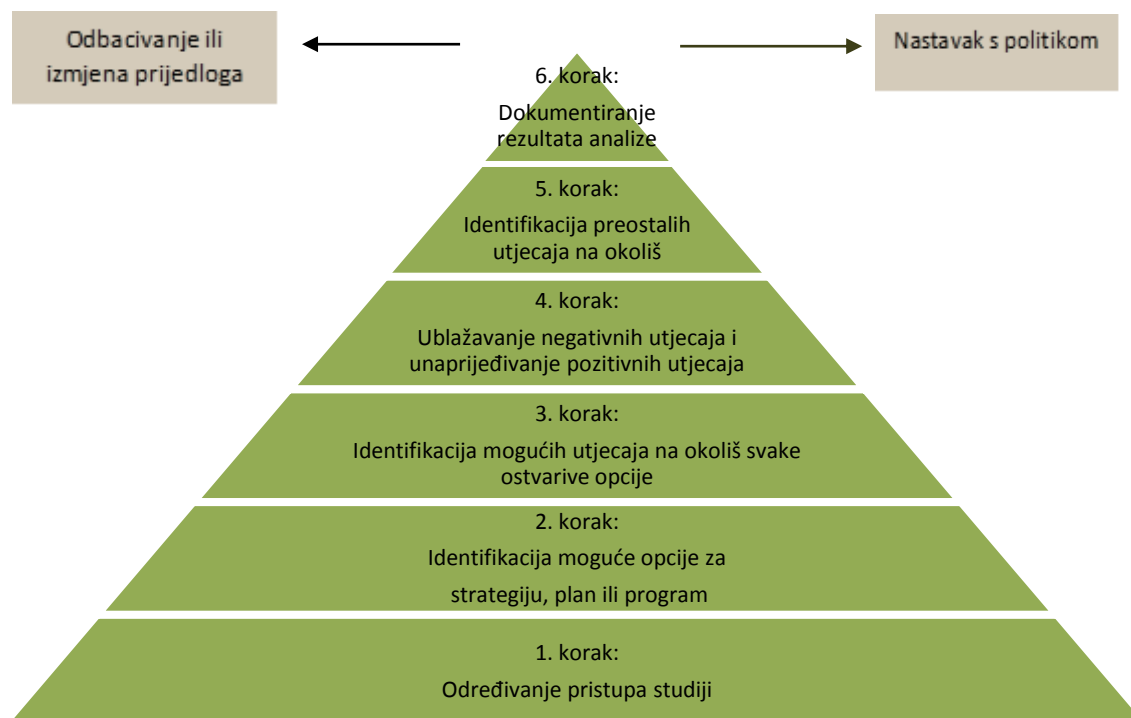 Odbacivanje ili
izmjena prijedloga
Nastavak s politikom
6. korak:
Dokumentiranje
rezultata analize
5. korak:
Identifikacija preostalih
utjecaja na okoliš
4. korak:
Ublažavanje negativnih utjecaja i
unaprijeđivanje pozitivnih utjecaja
3. korak:
Identifikacija mogućih utjecaja na okoliš svake
ostvarive opcije
2. korak:
Identifikacija moguće opcije za
strategiju, plan ili program
1. korak:
Određivanje pristupa studiji